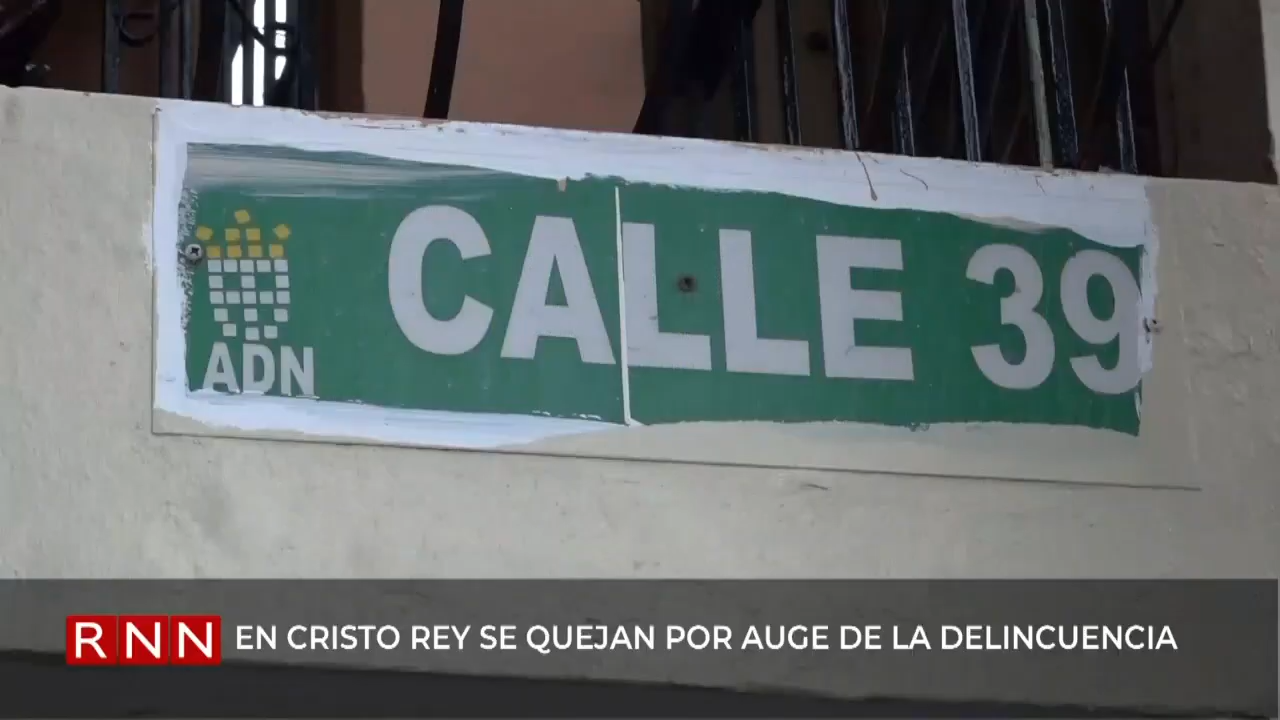 CALLE 39
ADN
RNN EN CRISTO REY SE QUEJAN POR AUGE DE LA DELINCUENCIA